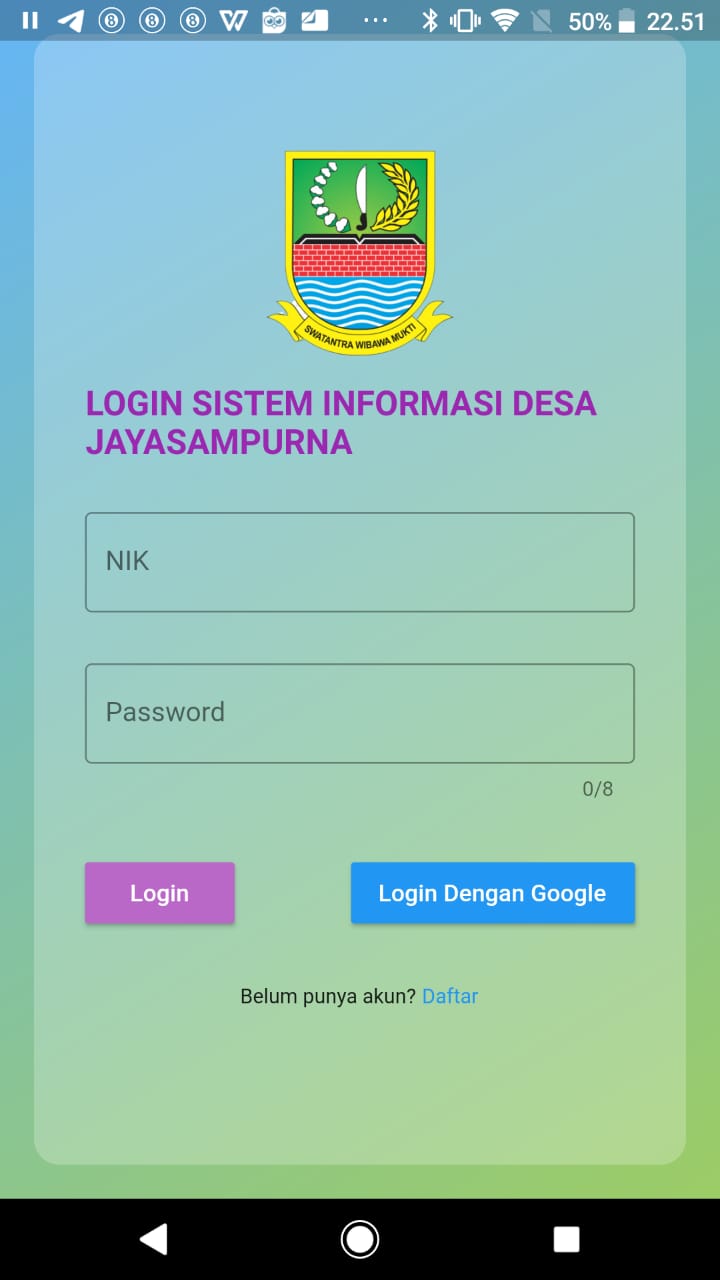 50% 22.51
SWATANTRA WIBAWA MUKTI
LOGIN SISTEM INFORMASI DESA
JAYASAMPURNA
NIK
Password
0/8
Login
Login Dengan Google
Belum punya akun? Daftar